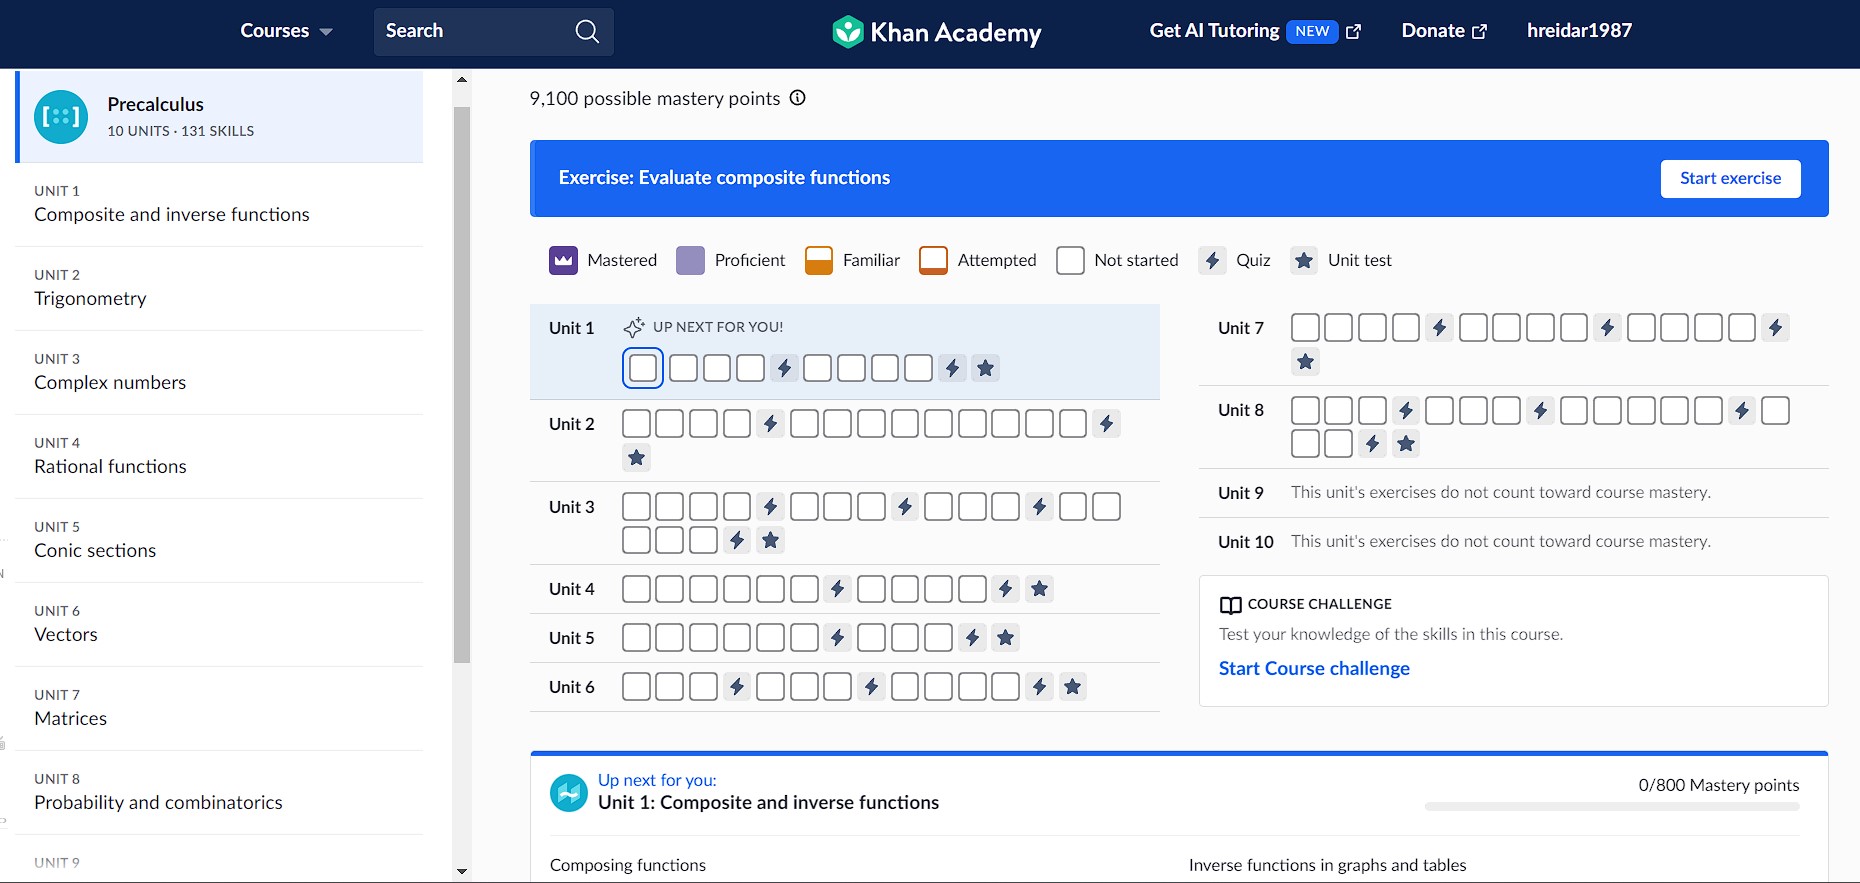 Courses
Search
Khan Academy
Get AI Tutoring NEW
Donate
hreidar1987
Precalculus
10 UNITS · 131 SKILLS
UNIT 1
Composite and inverse functions
UNIT 2
Trigonometry
UNIT 3
Complex numbers
UNIT 4
Rational functions
UNIT 5
Conic sections
UNIT 6
Vectors
UNIT 7
Matrices
UNIT 8
Probability and combinatorics
UNIT 9
9,100 possible mastery points
Exercise: Evaluate composite functions
Start exercise
Mastered Proficient Familiar Attempted Not started Quiz Unit test
Unit 1 UP NEXT FOR YOU!
Unit 2
Unit 3
Unit 4
Unit 5
Unit 6
Unit 7
Unit 8
Unit 9 This unit's exercises do not count toward course mastery.
Unit 10 This unit's exercises do not count toward course mastery.
COURSE CHALLENGE
Test your knowledge of the skills in this course.
Start Course challenge
Up next for you:
Unit 1: Composite and inverse functions
0/800 Mastery points
Composing functions
Inverse functions in graphs and tables